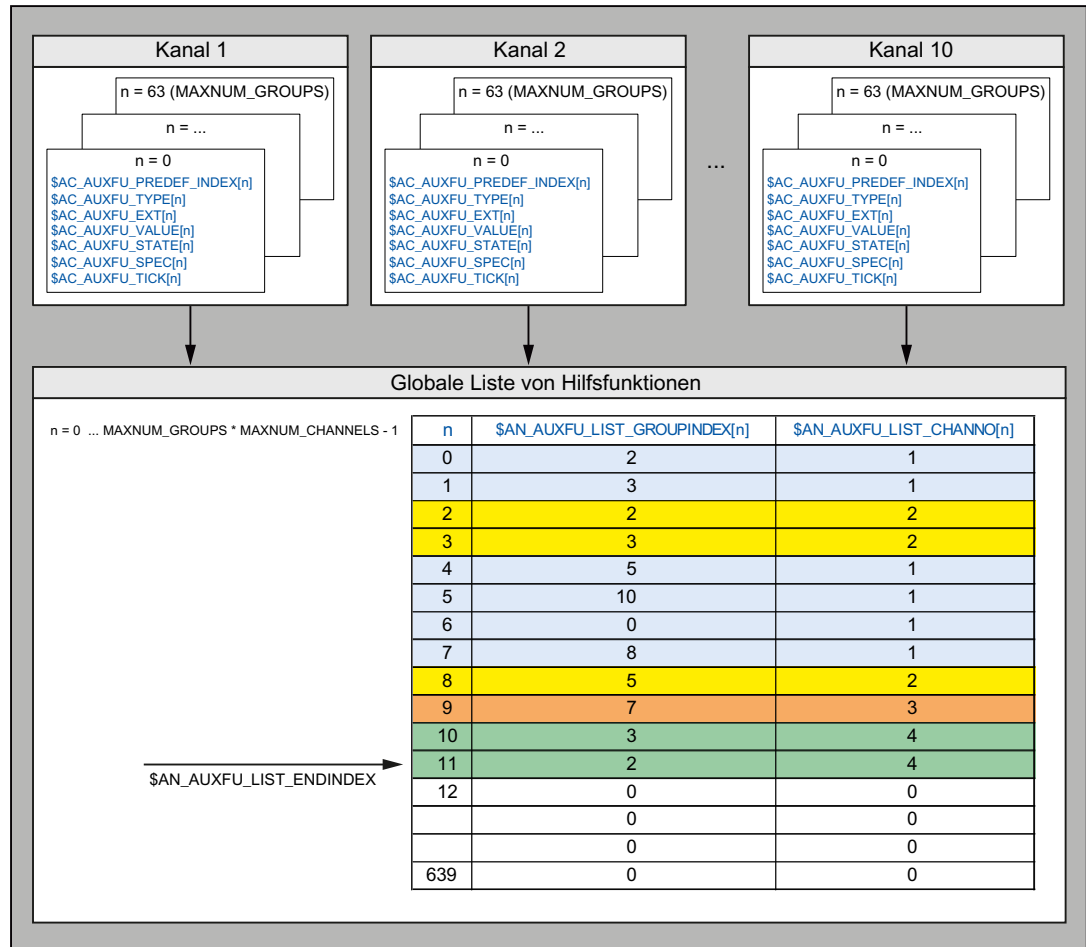 Kanal 1
n = 63 (MAXNUM_GROUPS)
n = ...
n = 0
$AC_AUXFU_PREDEF_INDEX[n]
$AC_AUXFU_TYPE[n]
$AC_AUXFU_EXT[n]
$AC_AUXFU_VALUE[n]
$AC_AUXFU_STATE[n]
$AC_AUXFU_SPEC[n]
$AC_AUXFU_TICK[n]
Kanal 2
n = 63 (MAXNUM_GROUPS)
n = ...
n = 0
$AC_AUXFU_PREDEF_INDEX[n]
$AC_AUXFU_TYPE[n]
$AC_AUXFU_EXT[n]
$AC_AUXFU_VALUE[n]
$AC_AUXFU_STATE[n]
$AC_AUXFU_SPEC[n]
$AC_AUXFU_TICK[n]
...
Kanal 10
n = 63 (MAXNUM_GROUPS)
n = ...
n = 0
$AC_AUXFU_PREDEF_INDEX[n]
$AC_AUXFU_TYPE[n]
$AC_AUXFU_EXT[n]
$AC_AUXFU_VALUE[n]
$AC_AUXFU_STATE[n]
$AC_AUXFU_SPEC[n]
$AC_AUXFU_TICK[n]
Globale Liste von Hilfsfunktionen
n = 0 ... MAXNUM_GROUPS * MAXNUM_CHANNELS - 1
n $AN_AUXFU_LIST_GROUPINDEX[n] $AN_AUXFU_LIST_CHANNO[n]
0 2 1
1 3 1
2 2 2
3 3 2
4 5 1
5 10 1
6 0 1
7 8 1
8 5 2
9 7 3
10 3 4
11 2 4
$AN_AUXFU_LIST_ENDINDEX
12 0 0
0 0
0 0
639 0 0